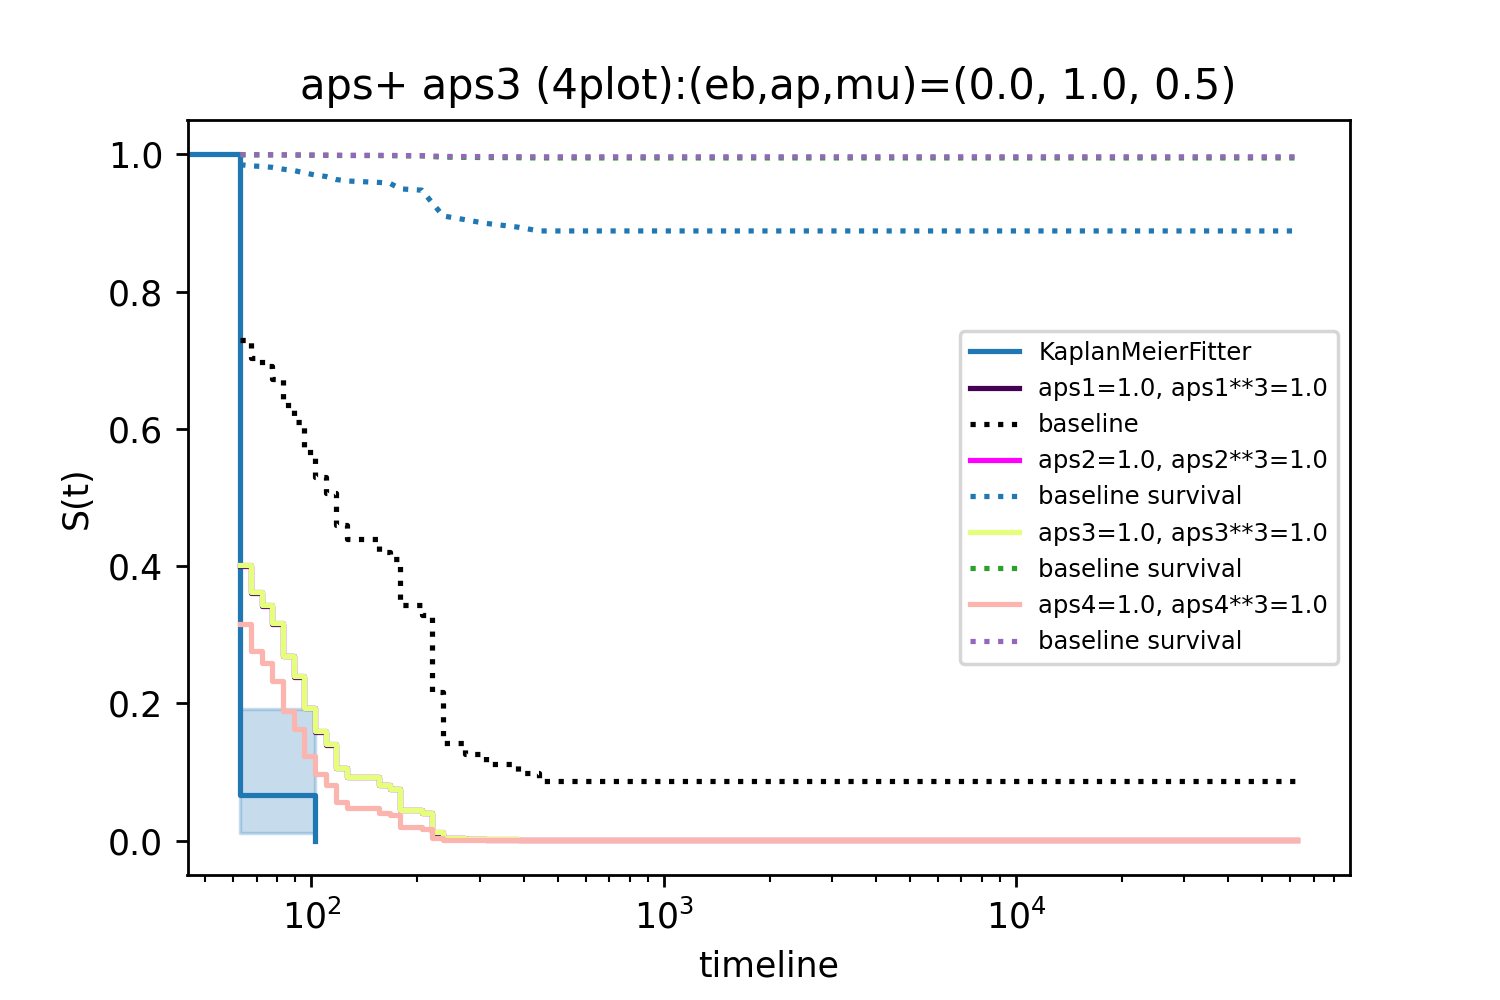 aps+ aps3 (4plot):(eb,ap,mu)=(0.0, 1.0, 0.5)
1.0
0.8
0.6
0.4
0.2
0.0
S(t)
KaplanMeierFitter
aps1=1.0, aps1**3=1.0
baseline
aps2=1.0, aps2**3=1.0
baseline survival
aps3=1.0, aps3**3=1.0
baseline survival
aps4=1.0, aps4**3=1.0
baseline survival
10² 10³ 10⁴
timeline